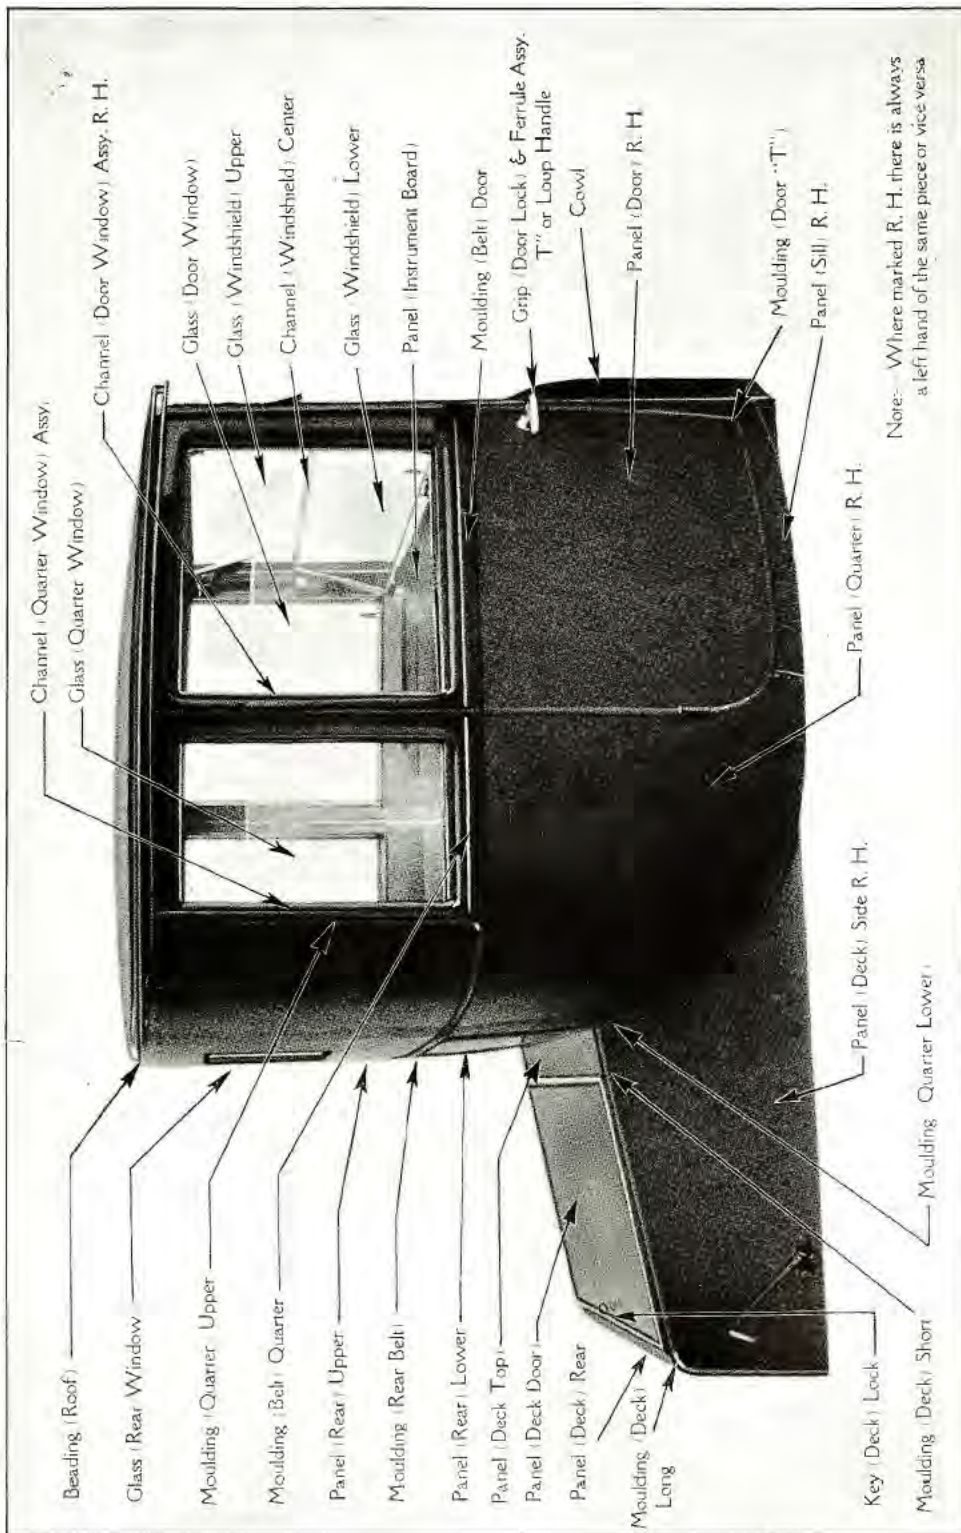 Channel (Quarter Window) Assy.
Glass (Quarter Window)
Channel (Door Window) Assy. R. H.
Glass (Door Window)
Glass (Windshield) Upper
Channel (Windshield) Center
Glass (Windshield) Lower
Panel (Instrument Board)
Moulding (Belt) Door
Grip (Door Lock) & Ferrule Assy.
"T" or Loop Handle
Cowl
Panel (Door) R. H.
Moulding (Door "T")
Panel (Sill) R. H.
Note:- Where marked R. H. there is always
a left hand of the same piece or vice versa
Panel (Quarter) R. H.
Panel (Deck) Side R. H.
Moulding (Quarter Lower)
Beading (Roof)
Glass (Rear Window)
Moulding (Quarter) Upper
Moulding (Belt) Quarter
Panel (Rear) Upper
Moulding (Rear Belt)
Panel (Rear) Lower
Panel (Deck Top)
Panel (Deck Door)
Panel (Deck) Rear
Moulding (Deck)
Long
Key (Deck) Lock
Moulding (Deck) Short